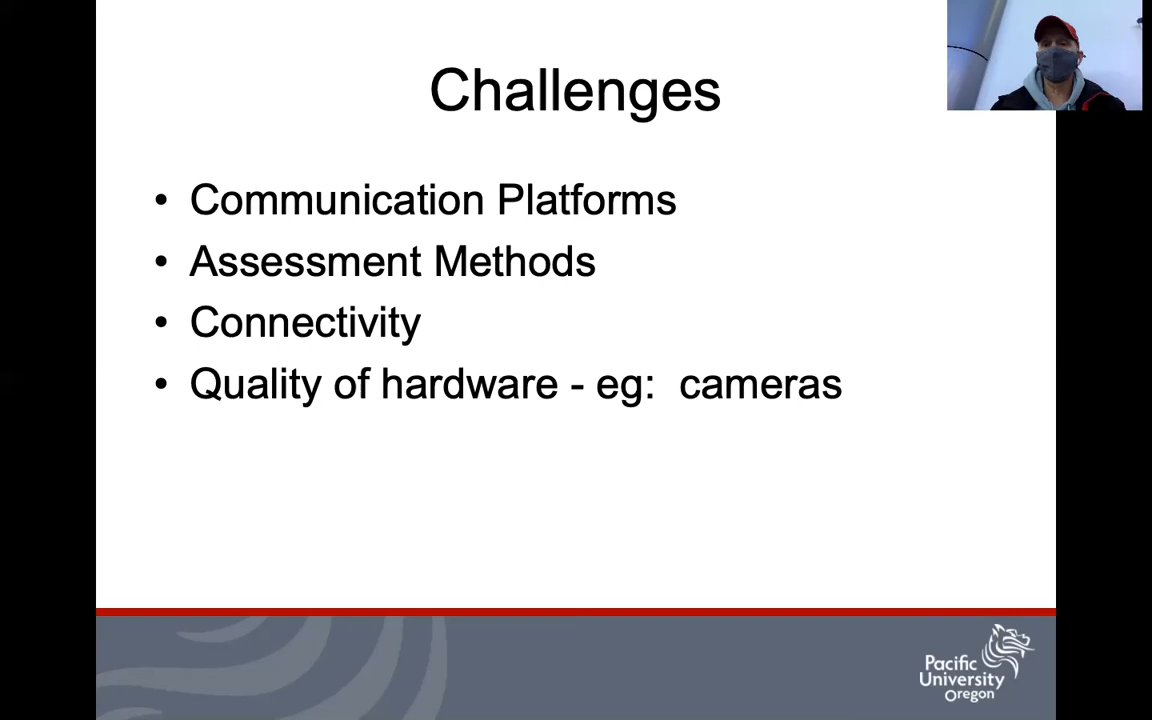 Challenges
• Communication Platforms
• Assessment Methods
• Connectivity
• Quality of hardware - eg:  cameras
Pacific
University
Oregon